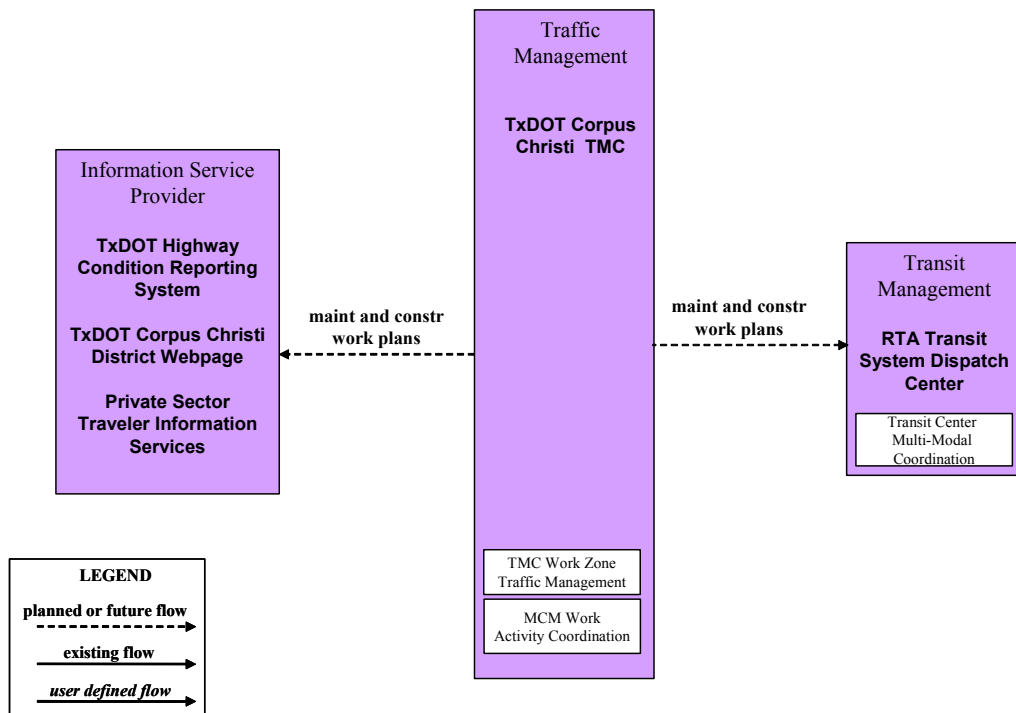 Traffic
Management
TxDOT Corpus
Christi TMC
Information Service
Provider
TxDOT Highway
Condition Reporting
System
TxDOT Corpus Christi
District Webpage
Private Sector
Traveler Information
Services
maint and constr
work plans
maint and constr
work plans
Transit
Management
RTA Transit
System Dispatch
Center
Transit Center
Multi-Modal
Coordination
TMC Work Zone
Traffic Management
MCM Work
Activity Coordination
LEGEND
planned or future flow
existing flow
user defined flow